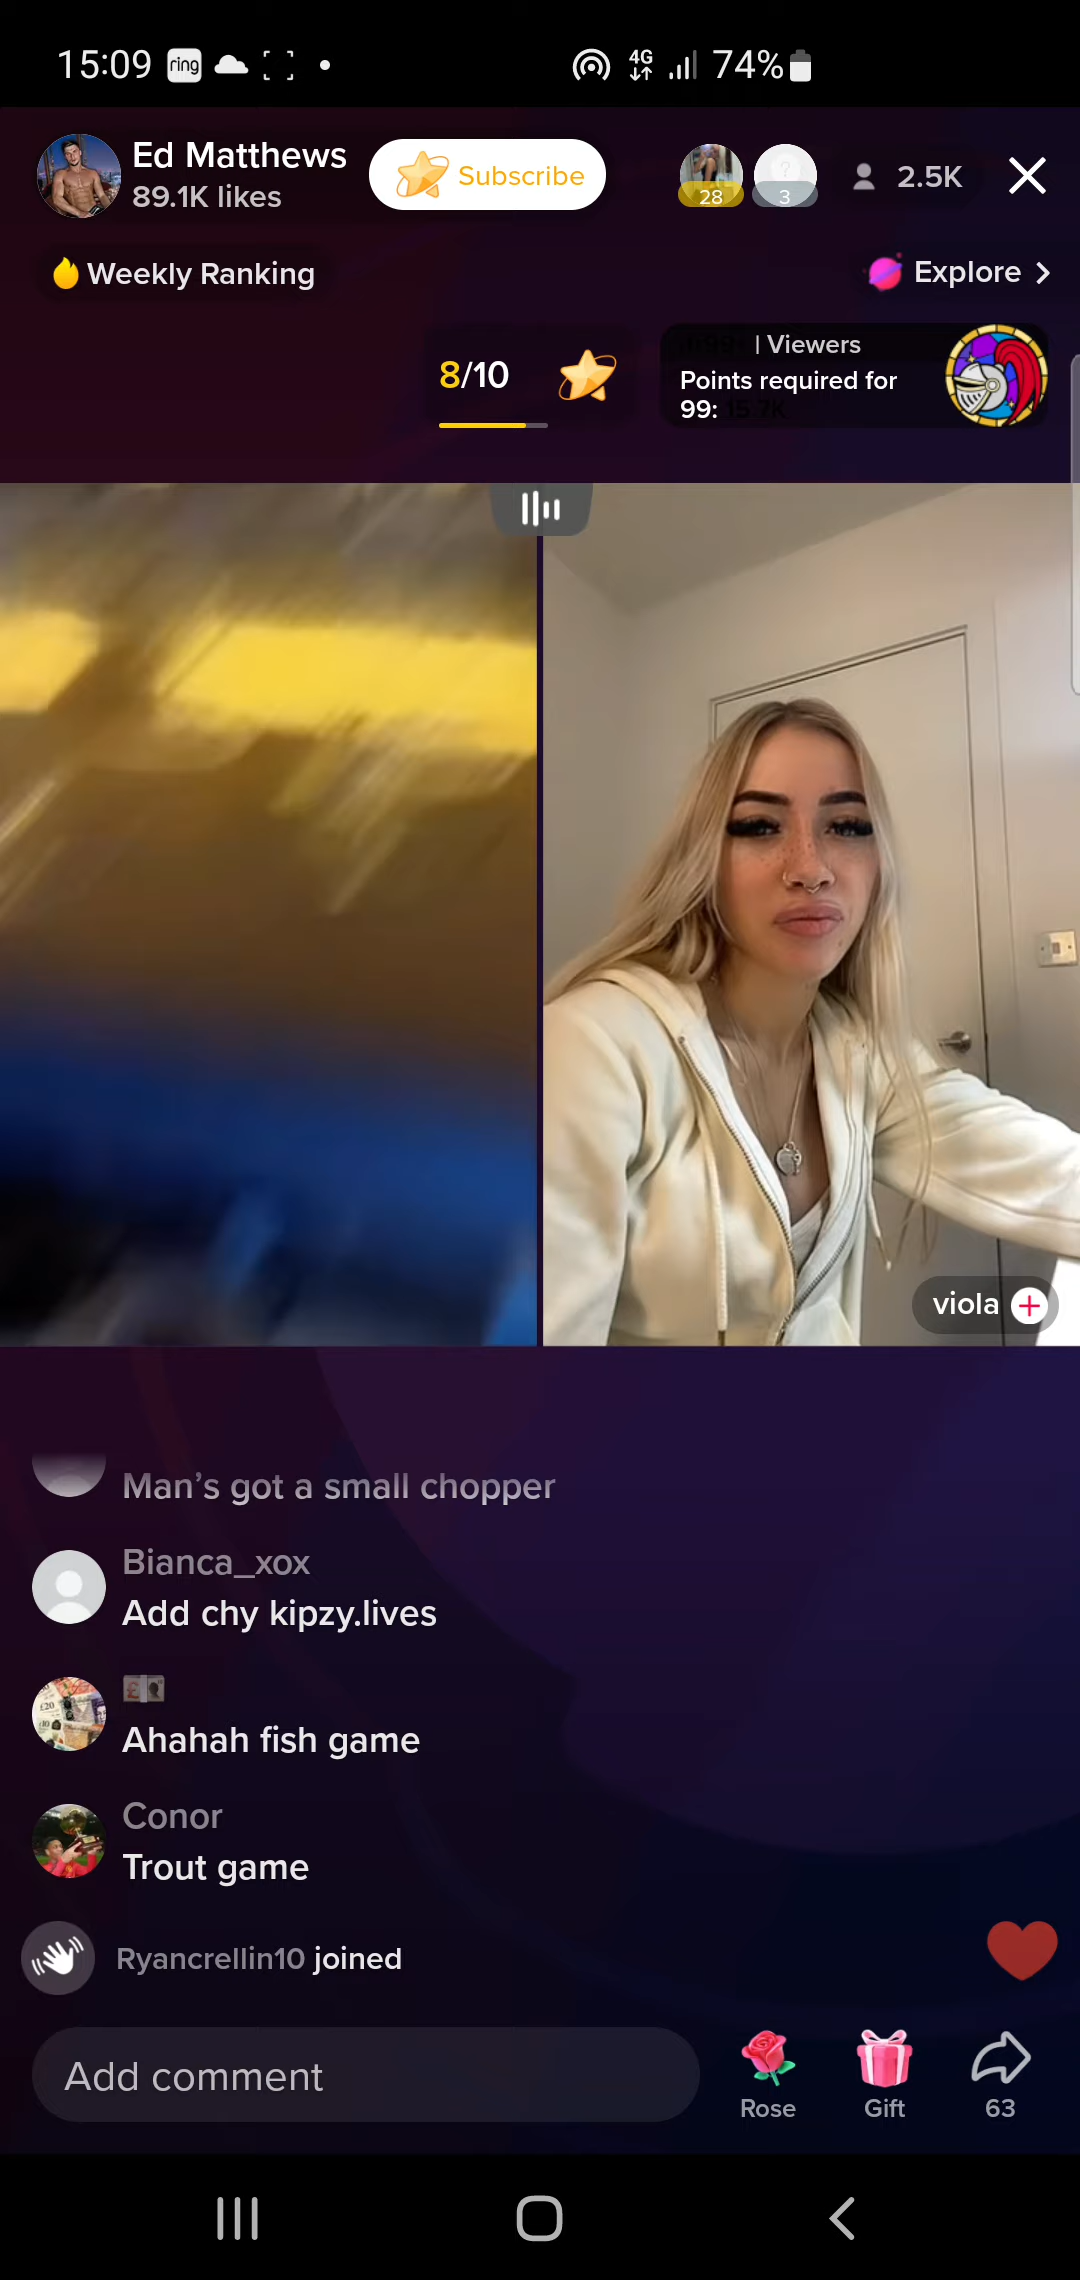 15:09 ring 4G 74%
Ed Matthews
89.1K likes
Subscribe
28
3
2.5K
Weekly Ranking
Explore
8/10
| Viewers
Points required for
99:
viola
Man’s got a small chopper
Bianca_xox
Add chy kipzy.lives
Ahahah fish game
Conor
Trout game
Ryancrellin10 joined
Add comment
Rose
Gift
63